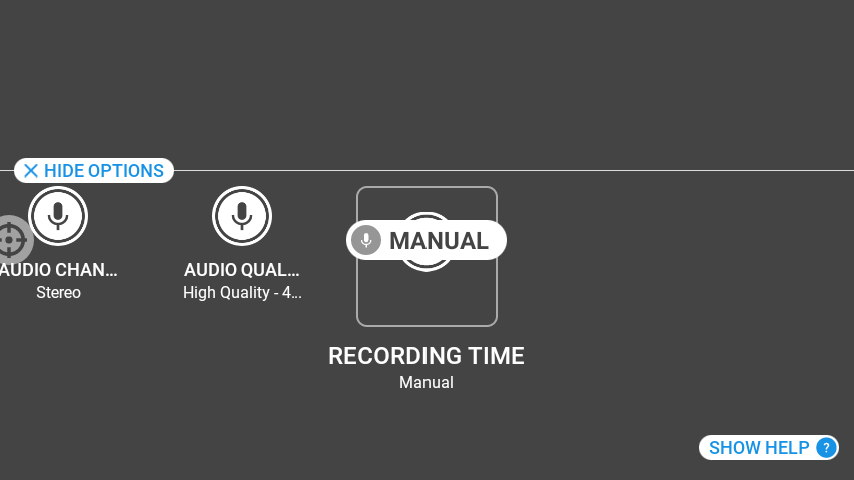 HIDE OPTIONS
AUDIO CHAN...
Stereo
AUDIO QUAL...
High Quality - 4...
MANUAL
RECORDING TIME
Manual
SHOW HELP ?